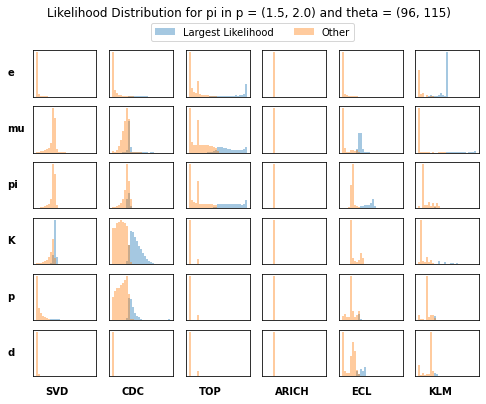 Likelihood Distribution for pi in p = (1.5, 2.0) and theta = (96, 115)
Largest Likelihood Other
e
mu
pi
K
p
d
SVD CDC TOP ARICH ECL KLM